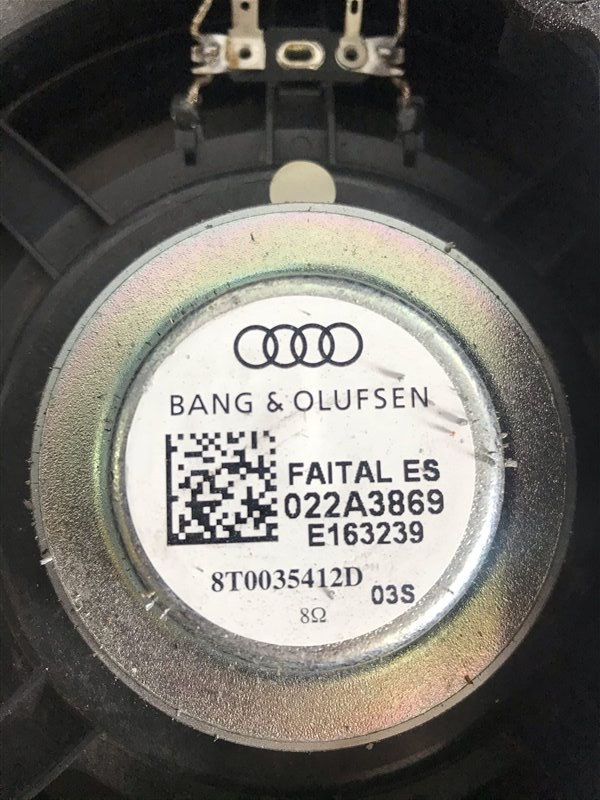 BANG & OLUFSEN
FAITAL ES
022A3869
E163239
8T0035412D
03S
8Ω